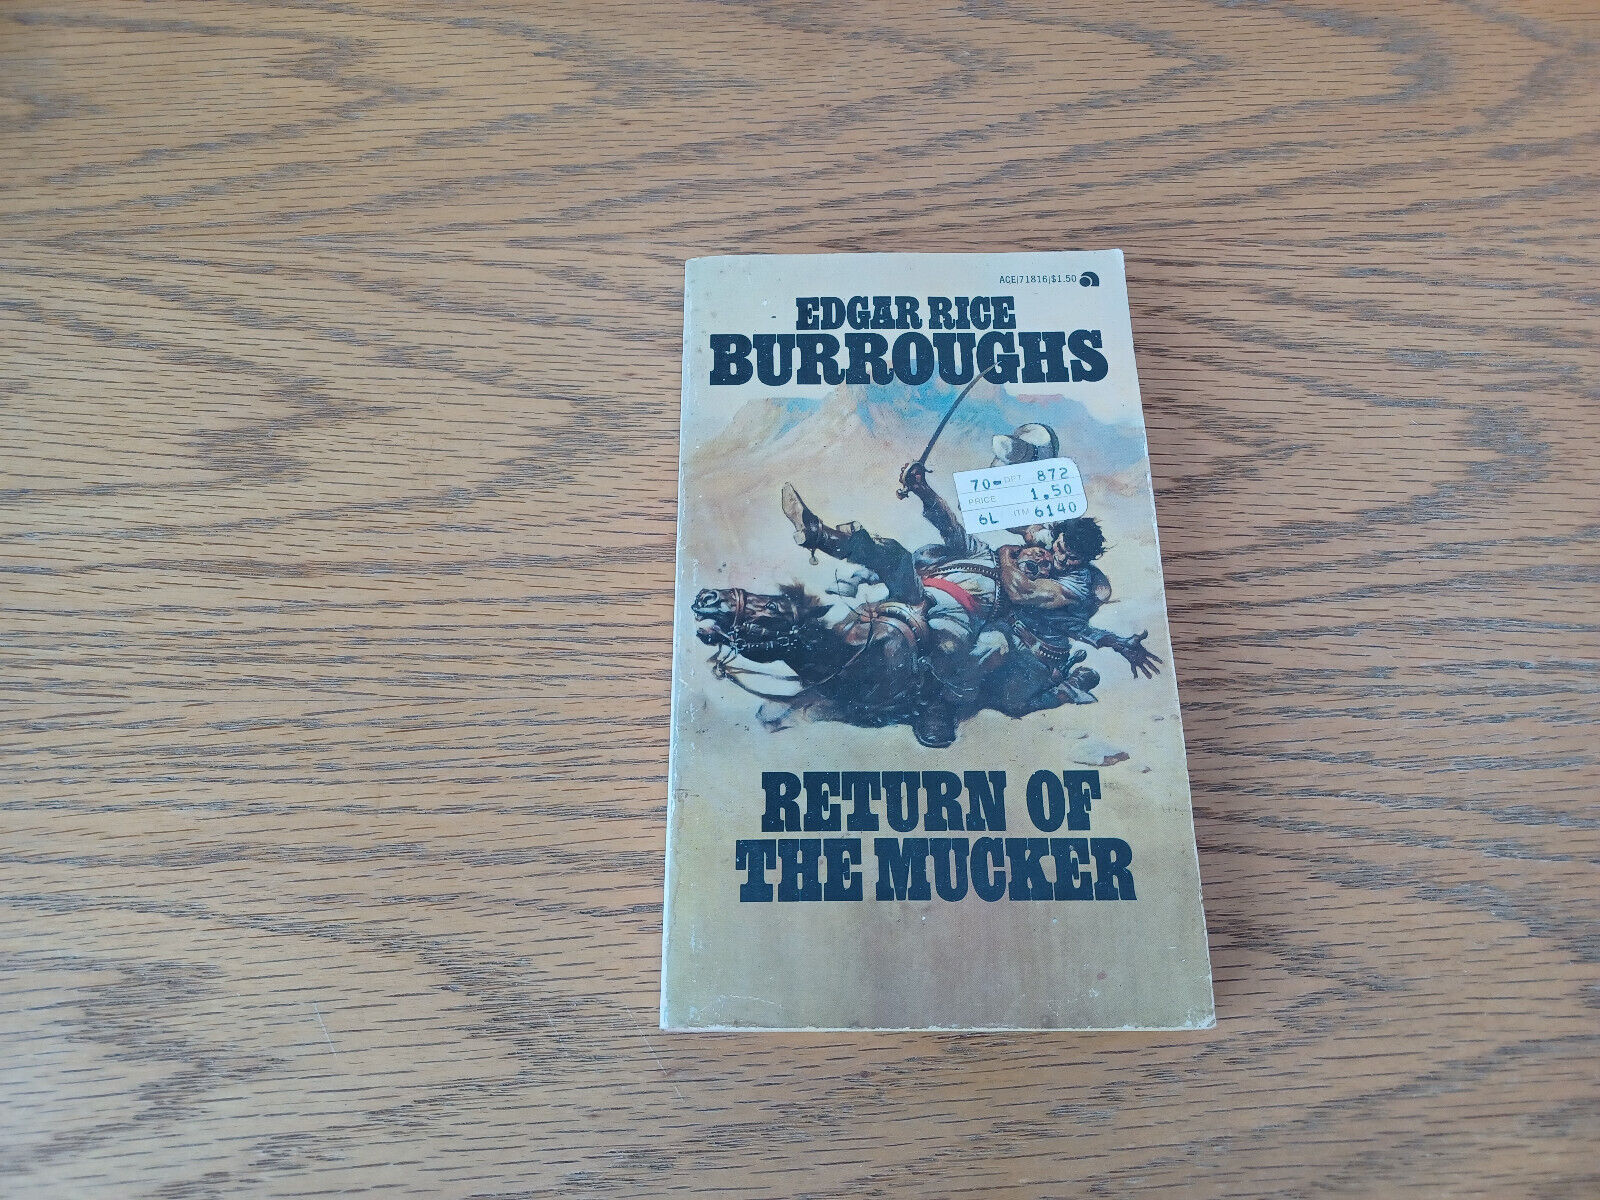 ACE/71816/$1.50
EDGAR RICE
BURROUGHS
70- DPT 872
PRICE 1.50
6L ITM 6140
RETURN OF
THE MUCKER